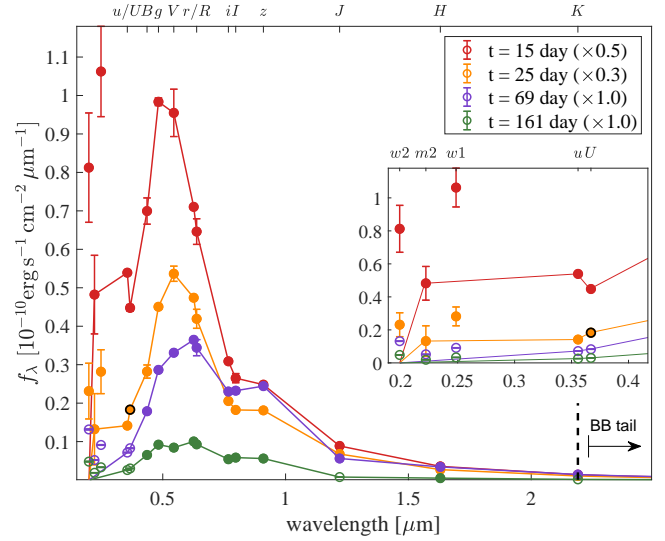 u/U B g V r/R i I z J H K
t = 15 day (×0.5)
t = 25 day (×0.3)
t = 69 day (×1.0)
t = 161 day (×1.0)
1.1
1
0.9
0.8
0.7
0.6
0.5
0.4
0.3
0.2
0.1
f_λ [10⁻¹⁰ erg s⁻¹ cm⁻² μm⁻¹]
w2 m2 w1 u U
1
0.8
0.6
0.4
0.2
0
0.2 0.25 0.3 0.35 0.4
BB tail
0.5 1 1.5 2
wavelength [μm]